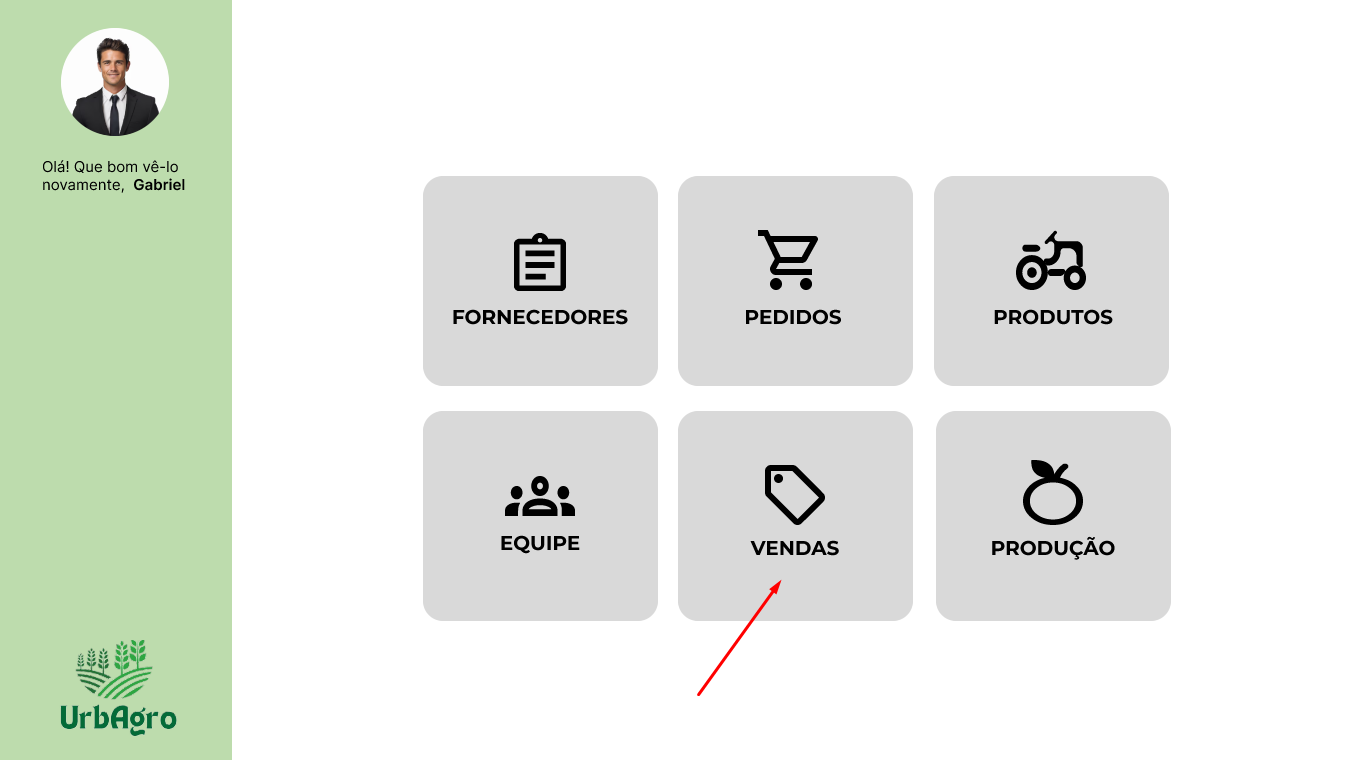 Olá! Que bom vê-lo
novamente, Gabriel
FORNECEDORES
PEDIDOS
PRODUTOS
EQUIPE
VENDAS
PRODUÇÃO
UrbAgro